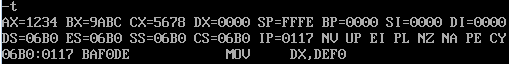 -t
AX=1234 BX=9ABC CX=5678 DX=0000 SP=FFFE BP=0000 SI=0000 DI=0000
DS=06B0 ES=06B0 SS=06B0 CS=06B0 IP=0117 NV UP EI PL NZ NA PE CY
06B0:0117 BAF0DE MOV DX,DEF0